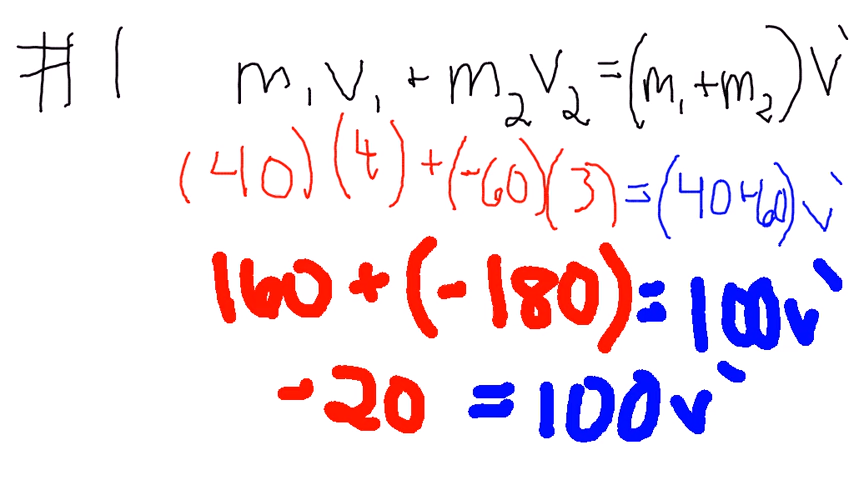 #1 m₁v₁ + m₂v₂ = (m₁+m₂)v`
(40)(4) + (-60)(3) = (40+60)v`
160 + (-180) = 100v`
-20 = 100v`